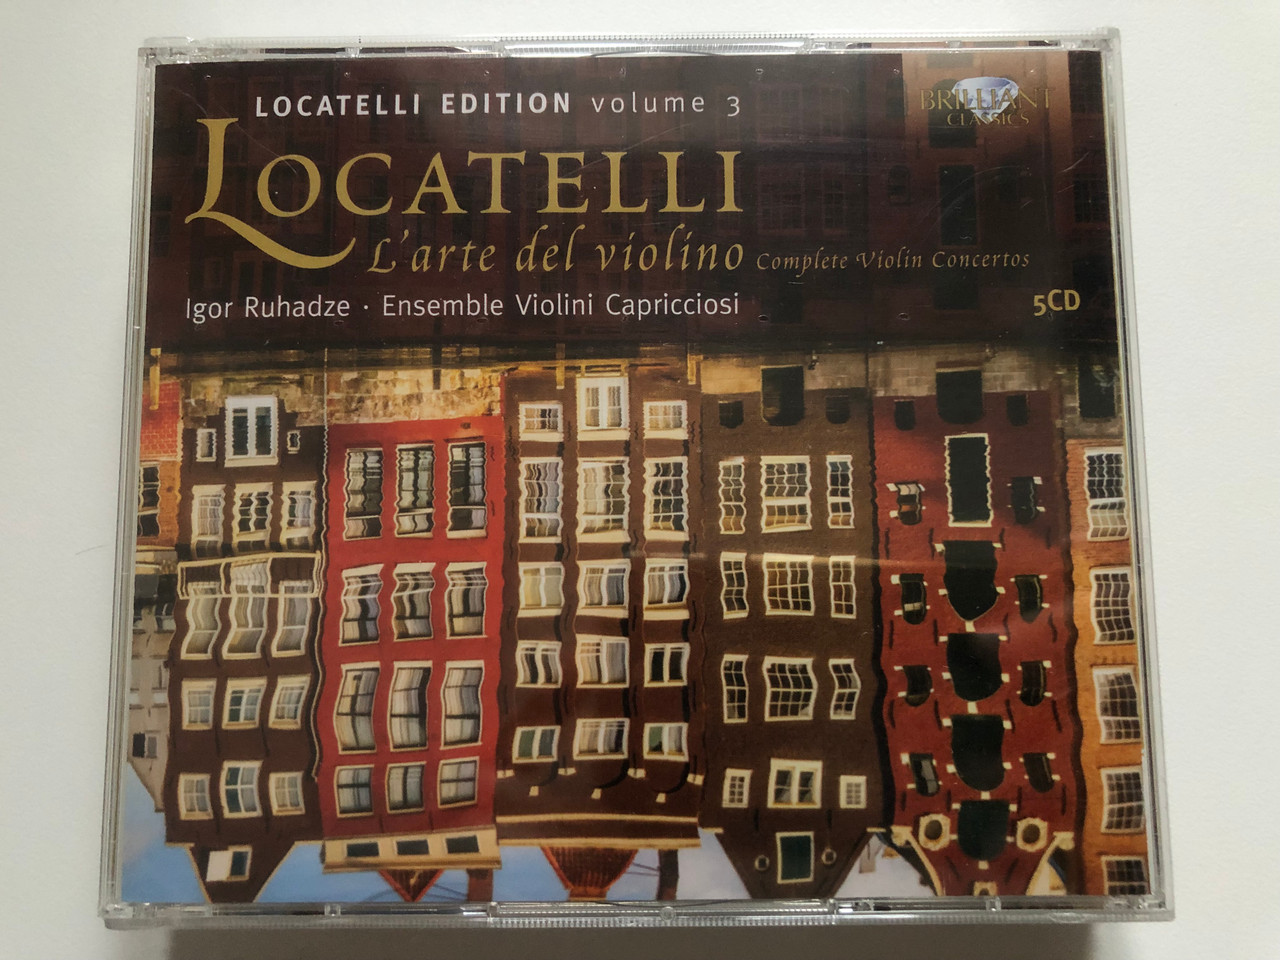 LOCATELLI EDITION volume 3
BRILLIANT
CLASSICS
LOCATELLI
L'arte del violino Complete Violin Concertos
Igor Ruhadze · Ensemble Violini Capricciosi
5CD